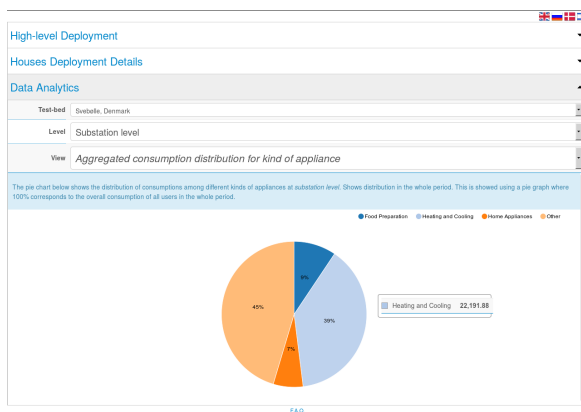 High-level Deployment
Houses Deployment Details
Data Analytics
Test-bed Svebølle, Denmark
Level Substation level
View Aggregated consumption distribution for kind of appliance
The pie chart below shows the distribution of consumptions among different kinds of appliances at substation level. Shows distribution in the whole period. This is showed using a pie graph where
100% corresponds to the overall consumption of all users in the whole period.
Food Preparation Heating and Cooling Home Appliances Other
9%
45%
39%
7%
Heating and Cooling 22,191.88
FAQ